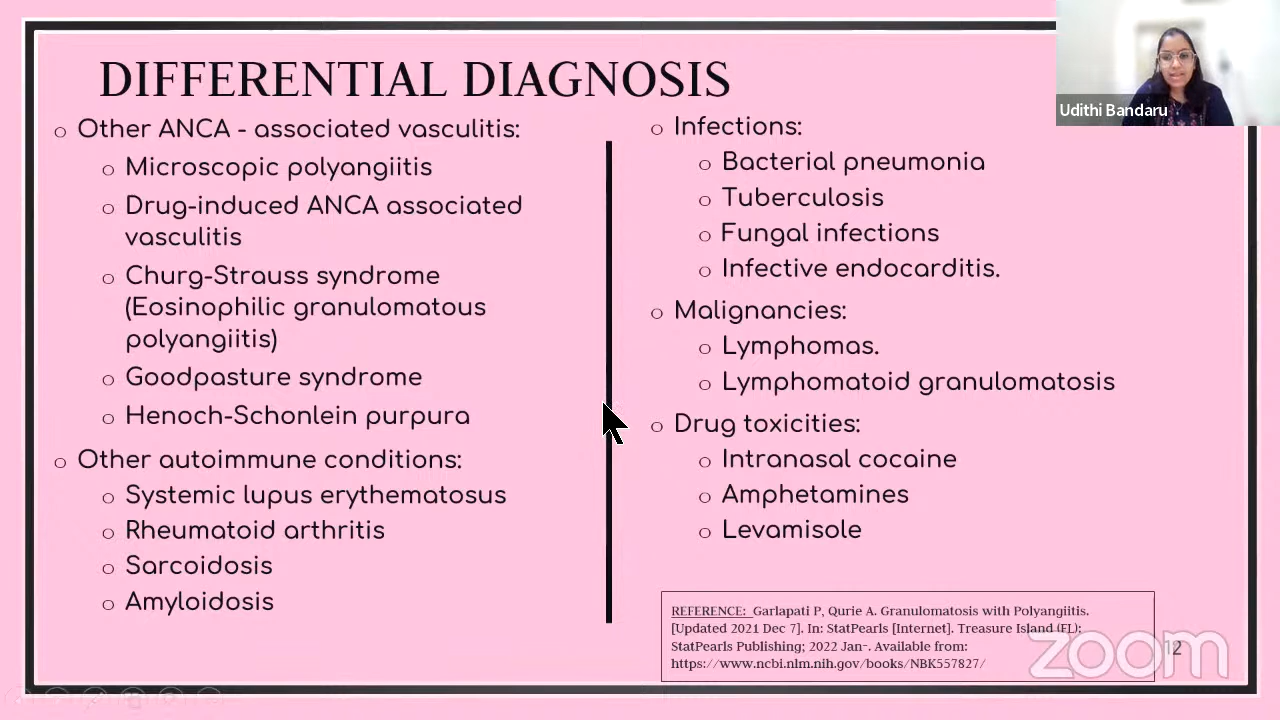 DIFFERENTIAL DIAGNOSIS
Other ANCA - associated vasculitis:
Microscopic polyangiitis
Drug-induced ANCA associated
vasculitis
Churg-Strauss syndrome
(Eosinophilic granulomatous
polyangiitis)
Goodpasture syndrome
Henoch-Schonlein purpura
Other autoimmune conditions:
Systemic lupus erythematosus
Rheumatoid arthritis
Sarcoidosis
Amyloidosis
Infections:
Bacterial pneumonia
Tuberculosis
Fungal infections
Infective endocarditis.
Malignancies:
Lymphomas.
Lymphomatoid granulomatosis
Drug toxicities:
Intranasal cocaine
Amphetamines
Levamisole
REFERENCE: Garlapati P, Qurie A. Granulomatosis with Polyangiitis.
[Updated 2021 Dec 7]. In: StatPearls [Internet]. Treasure Island (FL):
StatPearls Publishing; 2022 Jan-. Available from:
https://www.ncbi.nlm.nih.gov/books/NBK557827/
zoom
12
Udithi Bandaru